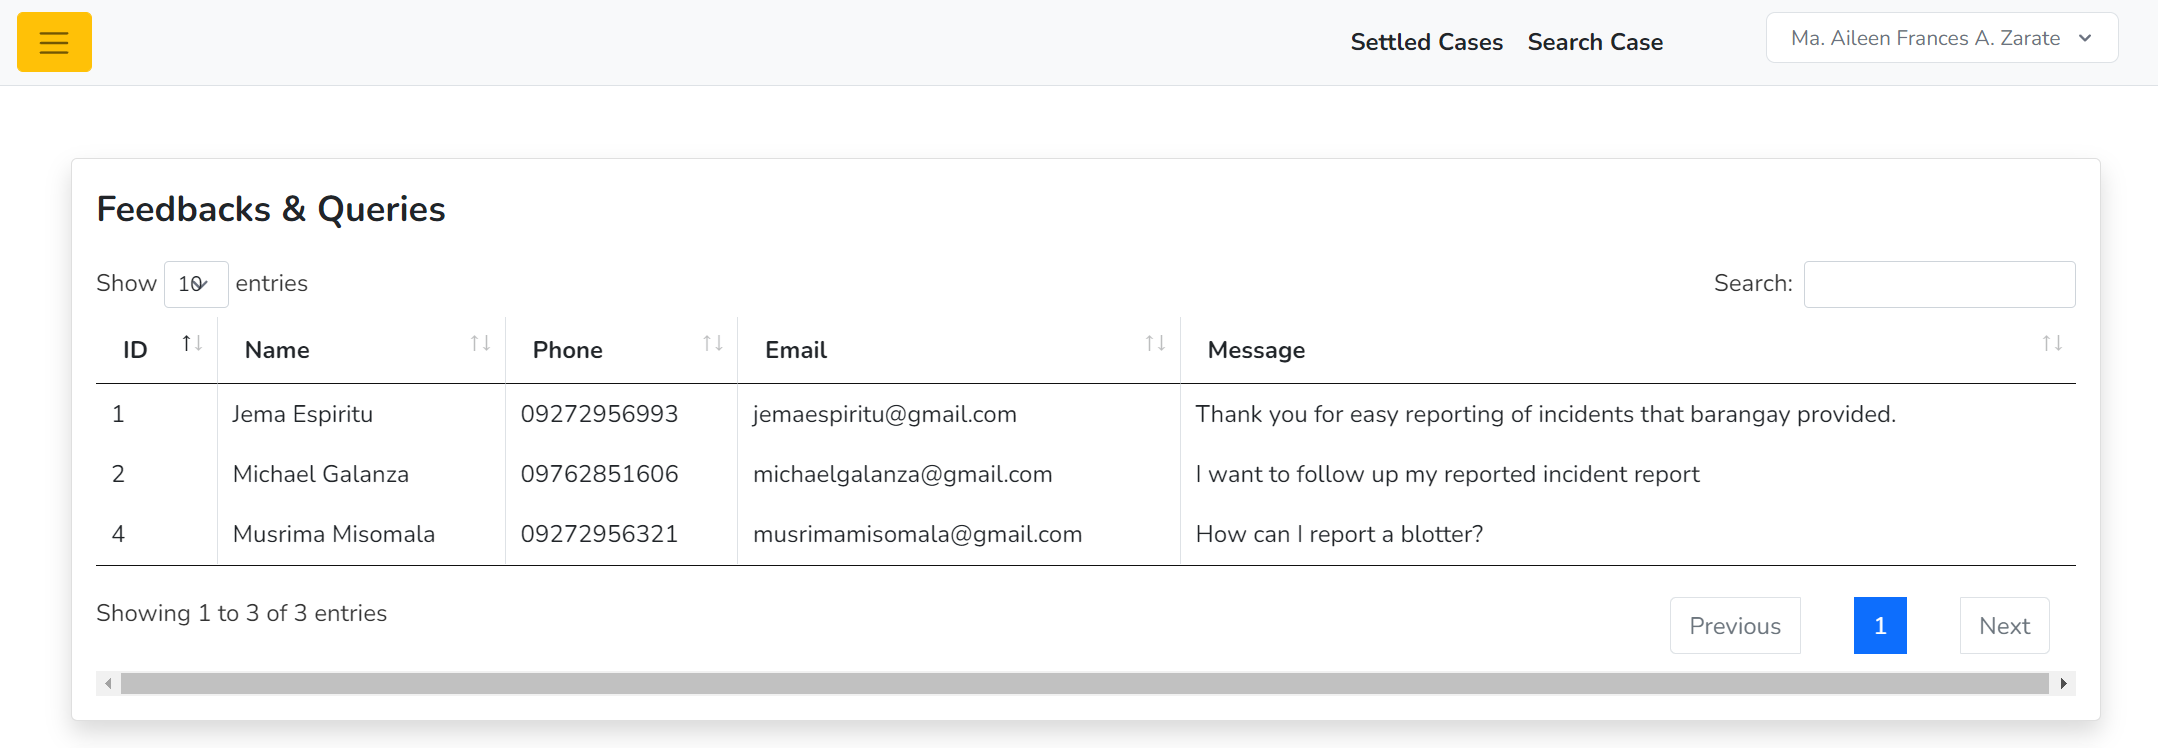 Settled Cases Search Case Ma. Aileen Frances A. Zarate
Feedbacks & Queries
Show 10 entries Search:
ID Name Phone Email Message
1 Jema Espiritu 09272956993 jemaespiritu@gmail.com Thank you for easy reporting of incidents that barangay provided.
2 Michael Galanza 09762851606 michaelgalanza@gmail.com I want to follow up my reported incident report
4 Musrima Misomala 09272956321 musrimamisomala@gmail.com How can I report a blotter?
Showing 1 to 3 of 3 entries Previous 1 Next